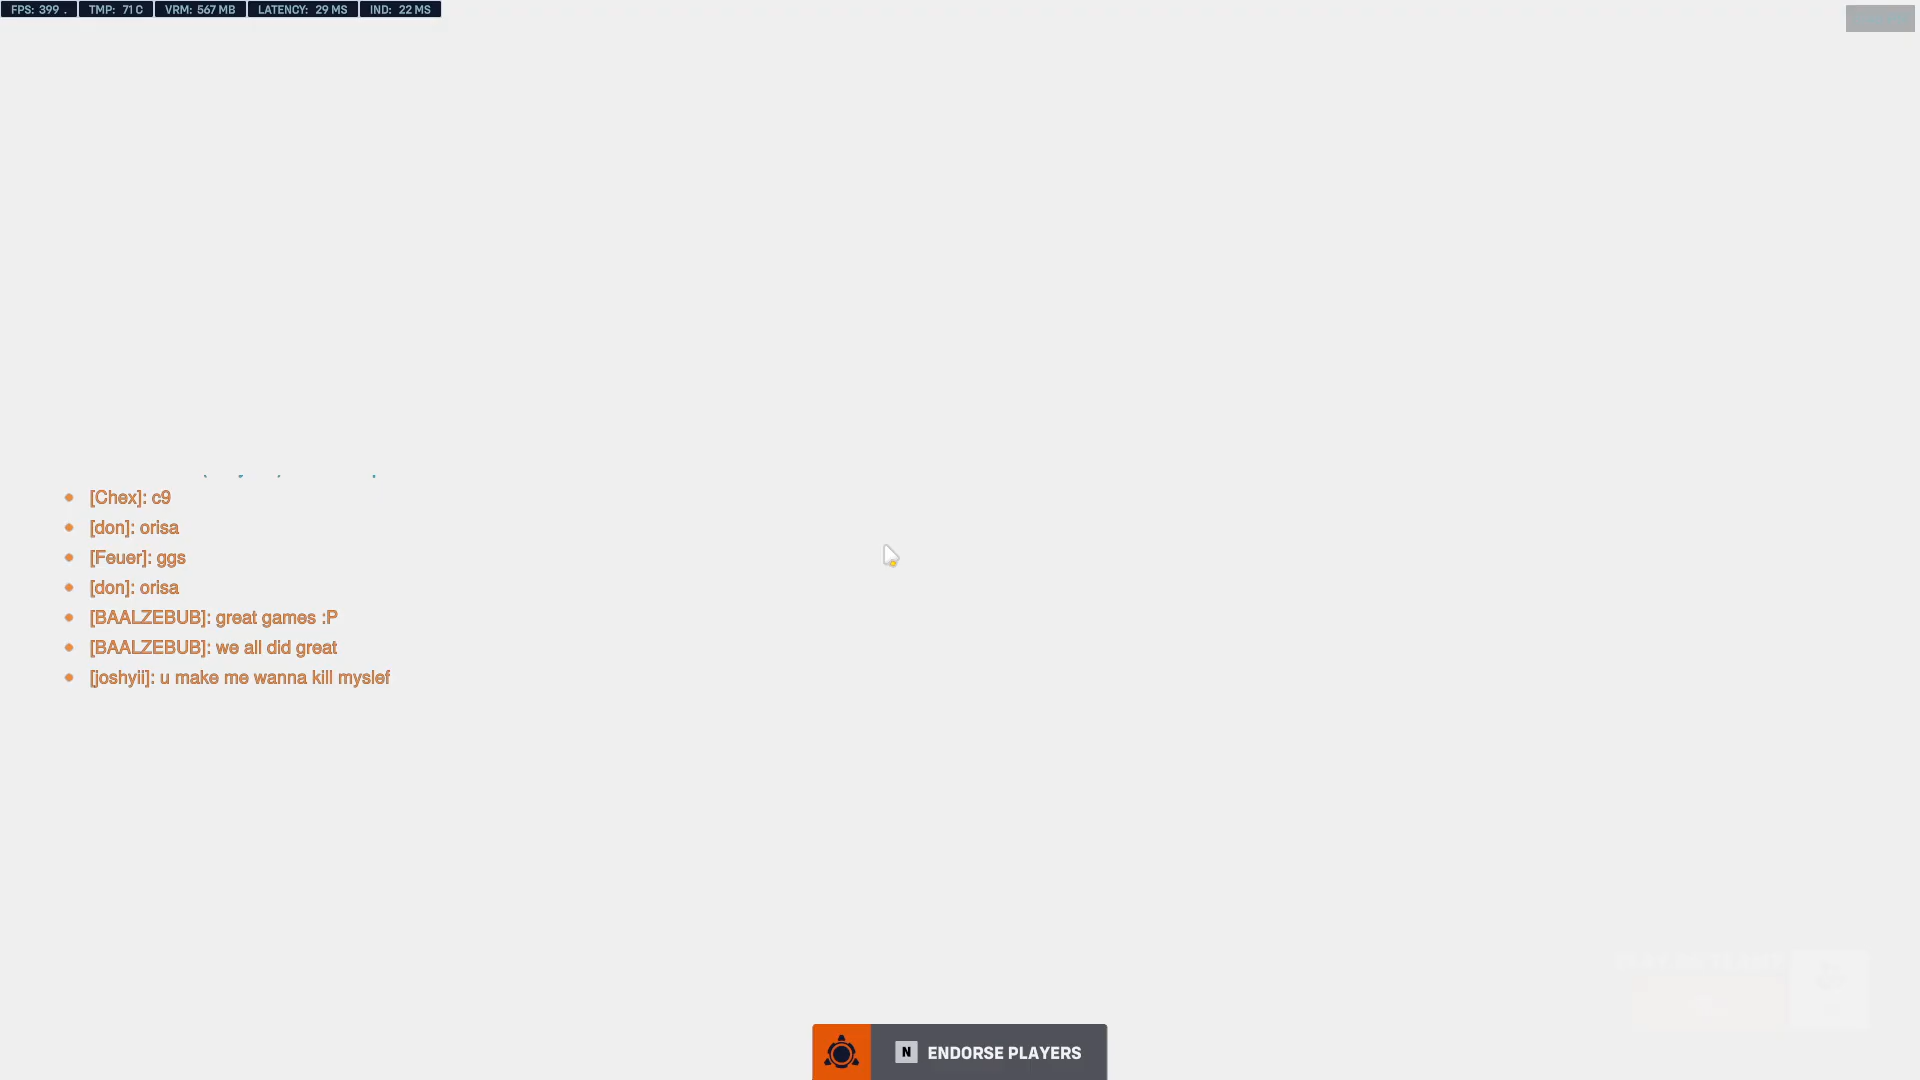 FPS: 399 . TMP: 71 C VRM: 567 MB LATENCY: 29 MS IND: 22 MS
[Chex]: c9
[don]: orisa
[Feuer]: ggs
[don]: orisa
[BAALZEBUB]: great games :P
[BAALZEBUB]: we all did great
[joshyii]: u make me wanna kill myslef
N ENDORSE PLAYERS